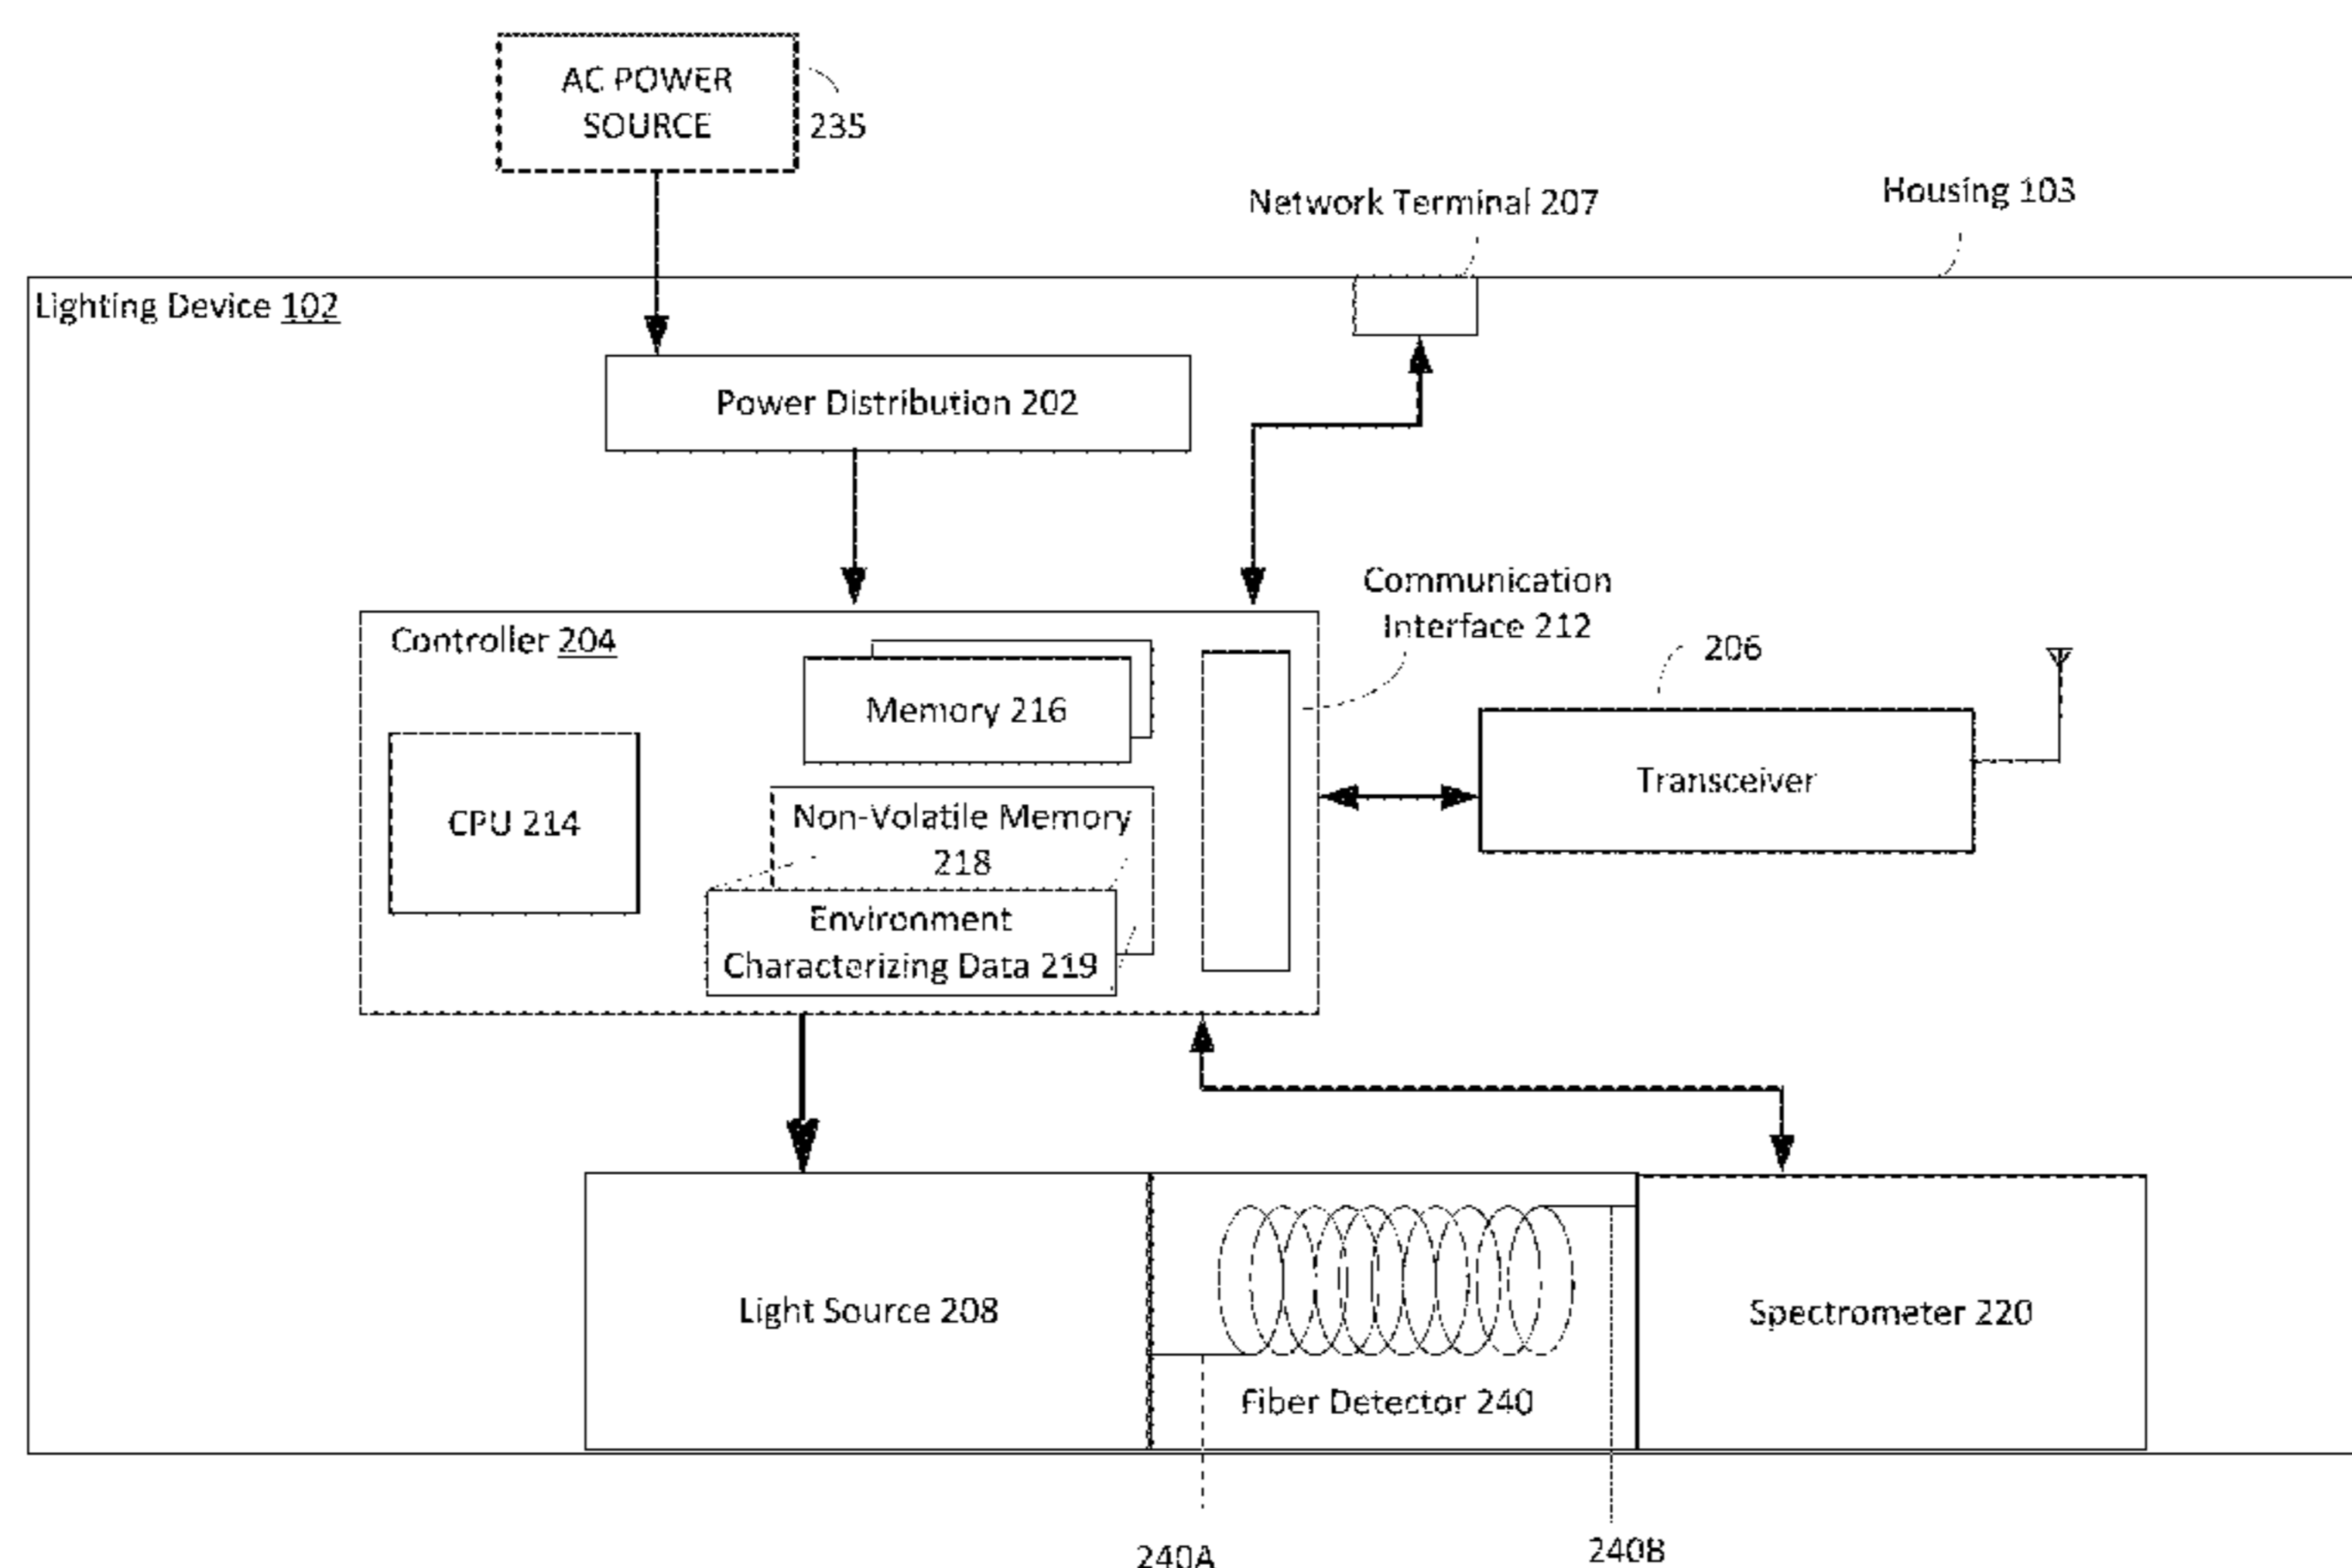 AC POWER
SOURCE
235
Network Terminal 207
Housing 103
Lighting Device 102
Power Distribution 202
Communication
Interface 212
Controller 204
206
Memory 216
Transceiver
CPU 214
Non-Volatile Memory
218
Environment
Characterizing Data 219
Light Source 208
Spectrometer 220
Fiber Detector 240
240A
240B